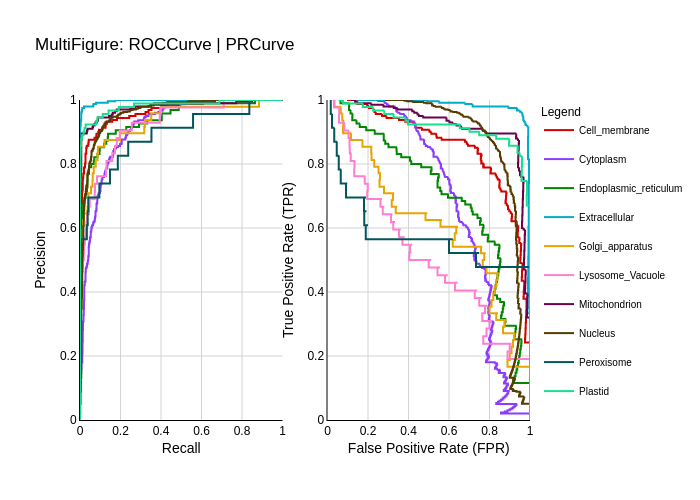 MultiFigure: ROCCurve | PRCurve
1
0.8
0.6
0.4
0.2
0
0
0.2
0.4
0.6
0.8
1
Precision
Recall
1
0.8
0.6
0.4
0.2
0
0
0.2
0.4
0.6
0.8
1
True Positive Rate (TPR)
False Positive Rate (FPR)
Legend
Cell_membrane
Cytoplasm
Endoplasmic_reticulum
Extracellular
Golgi_apparatus
Lysosome_Vacuole
Mitochondrion
Nucleus
Peroxisome
Plastid